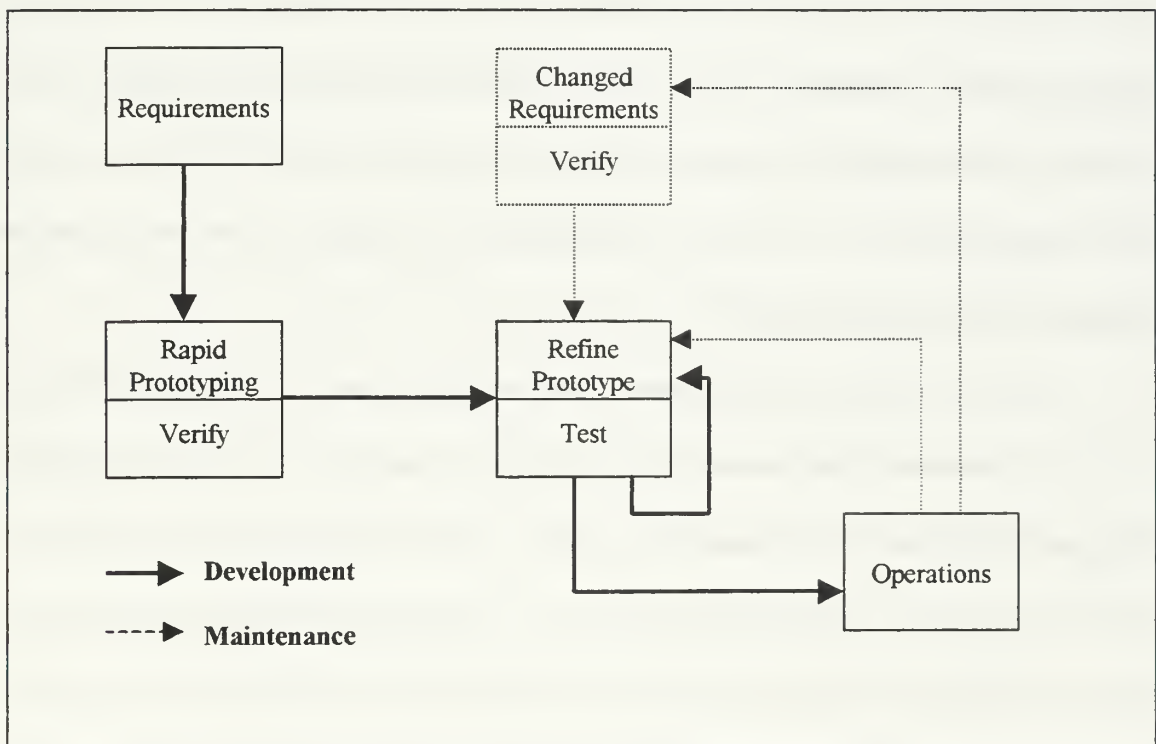 Requirements
Changed
Requirements
Verify
Rapid
Prototyping
Verify
Refine
Prototype
Test
Operations
Development
Maintenance